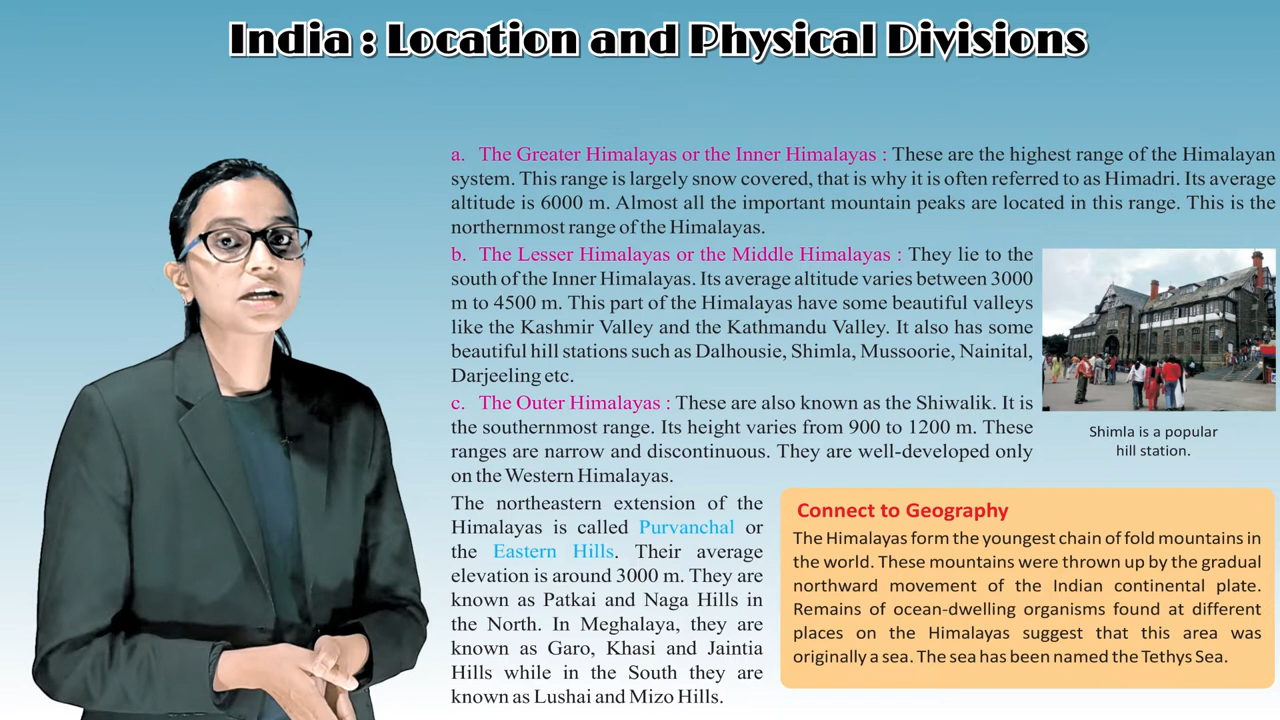 India : Location and Physical Divisions
a. The Greater Himalayas or the Inner Himalayas : These are the highest range of the Himalayan
system. This range is largely snow covered, that is why it is often referred to as Himadri. Its average
altitude is 6000 m. Almost all the important mountain peaks are located in this range. This is the
northernmost range of the Himalayas.
b. The Lesser Himalayas or the Middle Himalayas : They lie to the
south of the Inner Himalayas. Its average altitude varies between 3000
m to 4500 m. This part of the Himalayas have some beautiful valleys
like the Kashmir Valley and the Kathmandu Valley. It also has some
beautiful hill stations such as Dalhousie, Shimla, Mussoorie, Nainital,
Darjeeling etc.
c. The Outer Himalayas : These are also known as the Shiwalik. It is
the southernmost range. Its height varies from 900 to 1200 m. These
ranges are narrow and discontinuous. They are well-developed only
on the Western Himalayas.
Shimla is a popular
hill station.
The northeastern extension of the
Himalayas is called Purvanchal or
the Eastern Hills. Their average
elevation is around 3000 m. They are
known as Patkai and Naga Hills in
the North. In Meghalaya, they are
known as Garo, Khasi and Jaintia
Hills while in the South they are
known as Lushai and Mizo Hills.
Connect to Geography
The Himalayas form the youngest chain of fold mountains in
the world. These mountains were thrown up by the gradual
northward movement of the Indian continental plate.
Remains of ocean-dwelling organisms found at different
places on the Himalayas suggest that this area was
originally a sea. The sea has been named the Tethys Sea.